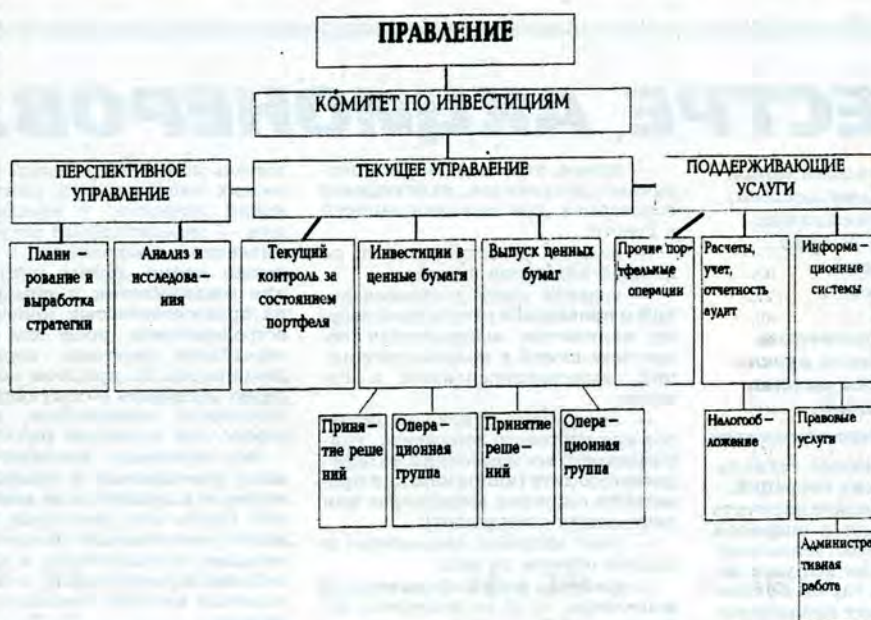 ПРАВЛЕНИЕ
КОМИТЕТ ПО ИНВЕСТИЦИЯМ
ПЕРСПЕКТИВНОЕ
УПРАВЛЕНИЕ
ТЕКУЩЕЕ УПРАВЛЕНИЕ
ПОДДЕРЖИВАЮЩИЕ
УСЛУГИ
Плани –
рование и
выработка
стратегии
Анализ и
исследова –
ния
Текущий
контроль за
состоянием
портфеля
Инвестиции в
ценные бумаги
Выпуск ценных
бумаг
Прочие пор–
тфельные
операции
Расчеты,
учет,
отчетность
аудит
Информа –
ционные
системы
Приня –
тие реше
ний
Опера –
ционная
группа
Принятие
реше –
ний
Опера –
ционная
группа
Налогооб –
ложение
Правовые
услуги
Администра
тивная
работа